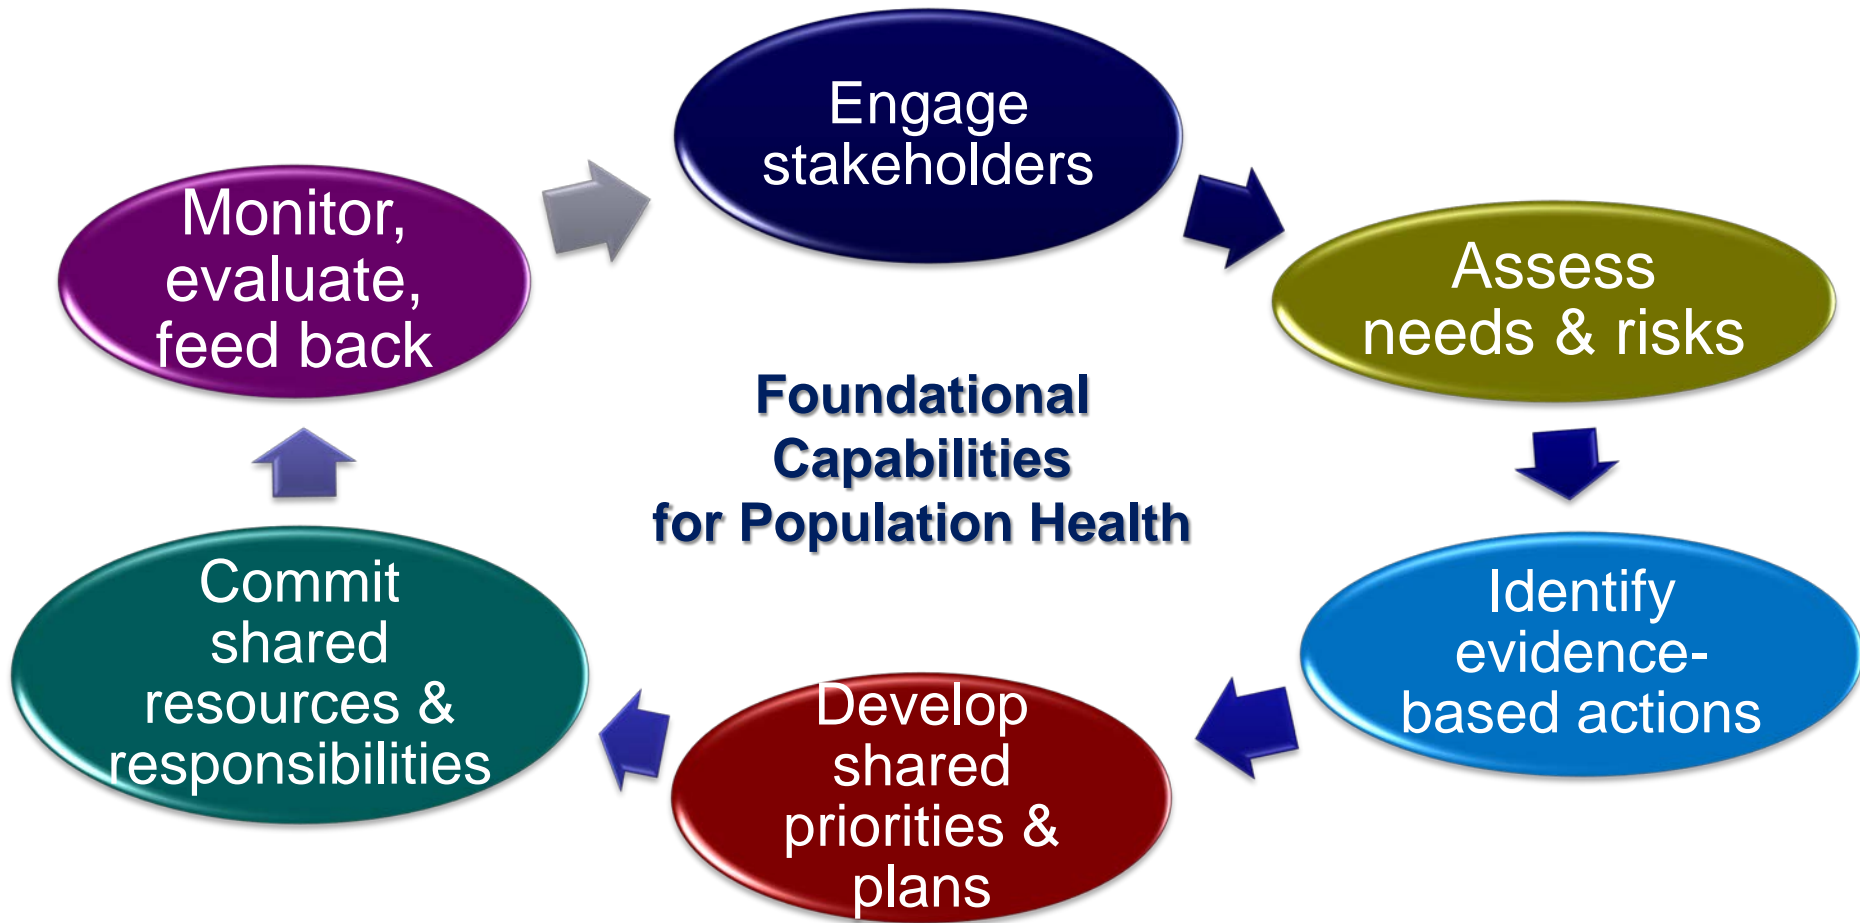 Engage
stakeholders
Assess
needs & risks
Identify
evidence-
based actions
Develop
shared
priorities &
plans
Commit
shared
resources &
responsibilities
Monitor,
evaluate,
feed back
Foundational
Capabilities
for Population Health